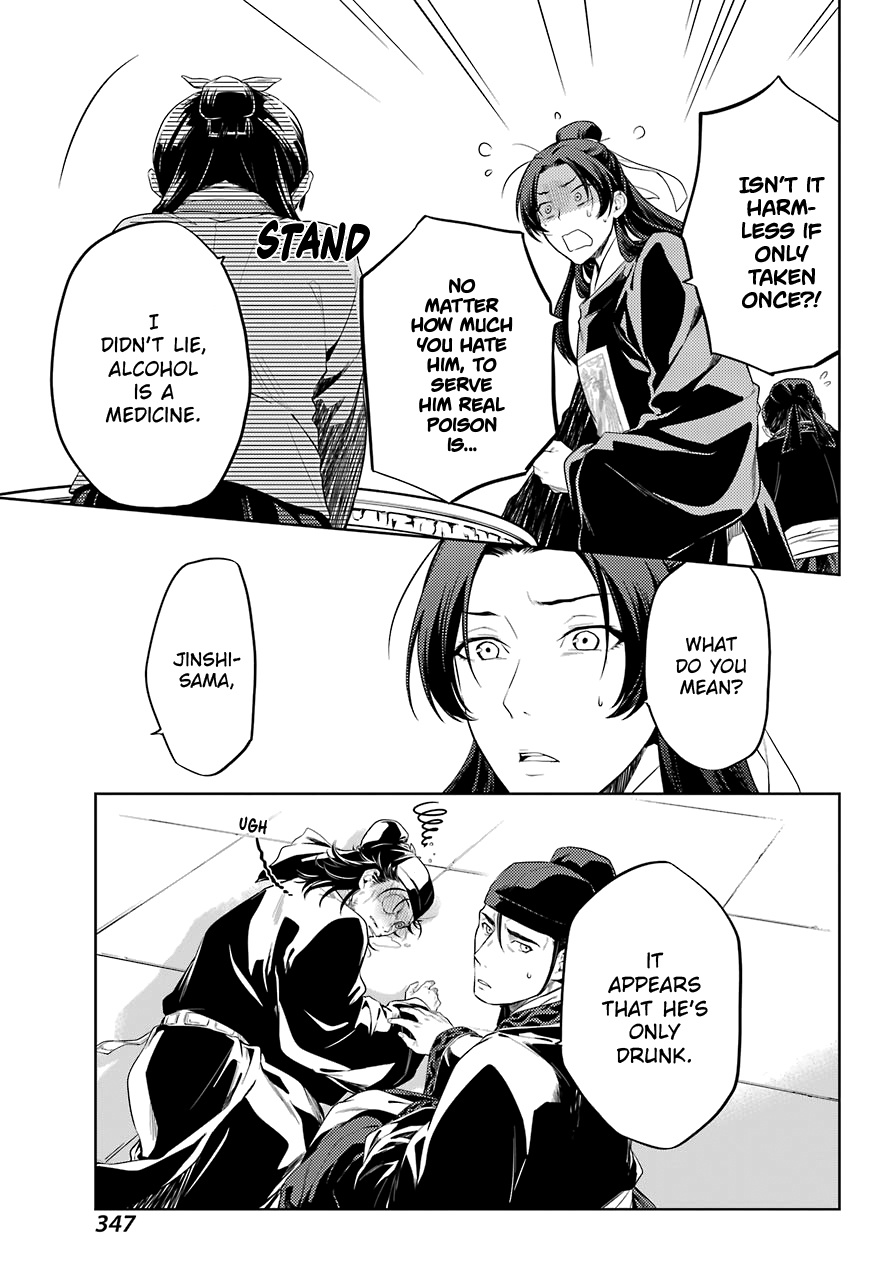 ISN'T IT
HARM-
LESS IF
ONLY
TAKEN
ONCE?!
NO
MATTER
HOW MUCH
YOU HATE
HIM, TO
SERVE
HIM REAL
POISON
IS...
STAND
I
DIDN'T LIE,
ALCOHOL
IS A
MEDICINE.
WHAT
DO YOU
MEAN?
JINSHI-
SAMA,
UGH
IT
APPEARS
THAT HE'S
ONLY
DRUNK.
347